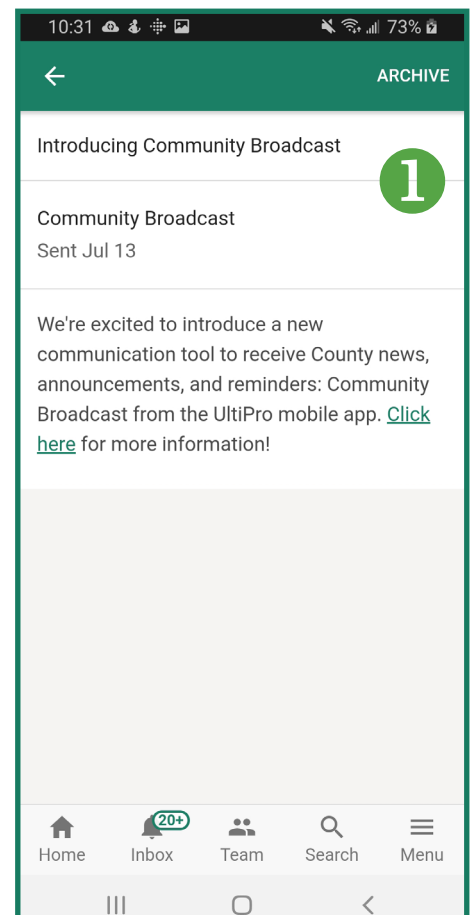 10:31 73%
ARCHIVE
Introducing Community Broadcast
1
Community Broadcast
Sent Jul 13
We're excited to introduce a new
communication tool to receive County news,
announcements, and reminders: Community
Broadcast from the UltiPro mobile app. Click
here for more information!
20+
Home Inbox Team Search Menu